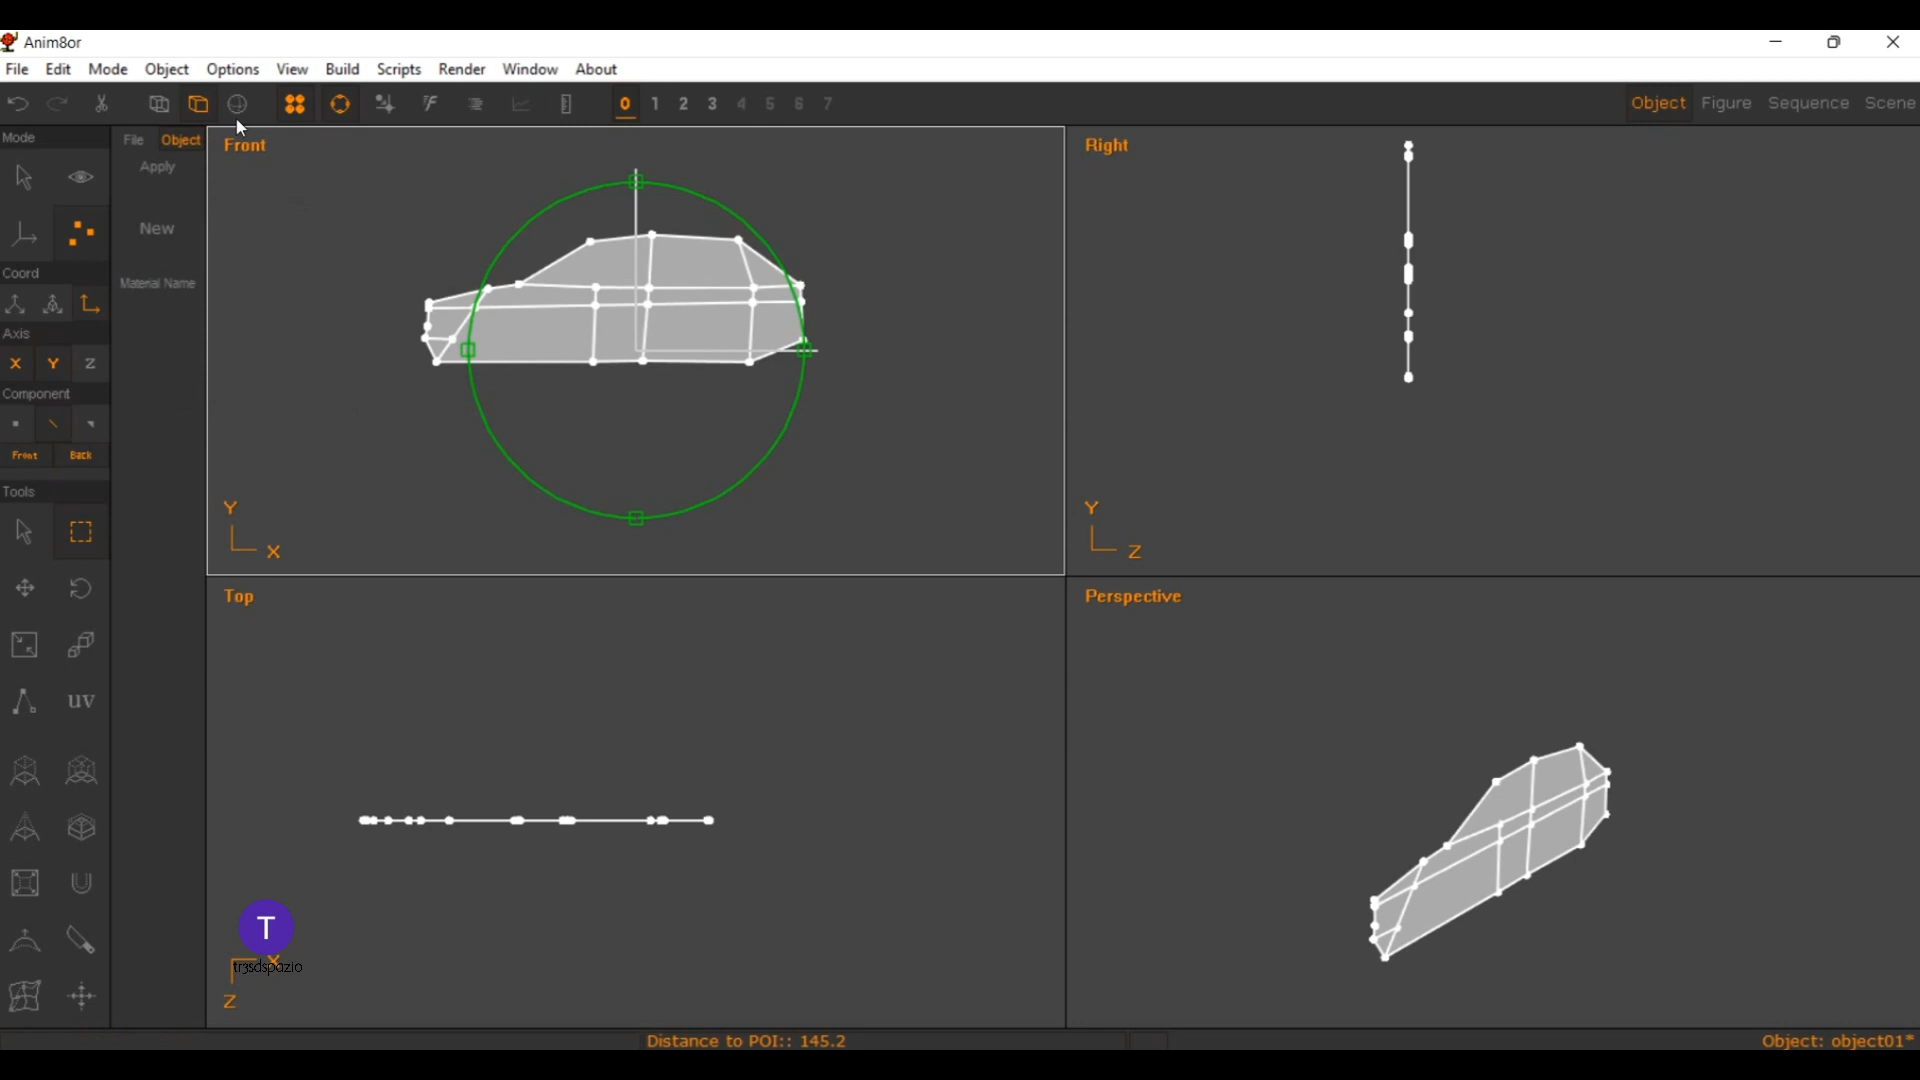 Anim8or
File Edit Mode Object Options View Build Scripts Render Window About
0 1 2 3 4 5 6 7
Object Figure Sequence Scene
Mode
File Object
Apply
New
Material Name
Coord
Axis
X Y Z
Component
Front Back
Tools
uv
Front
Y
X
Right
Y
Z
Top
T
tr3sdspazio
X
Z
Perspective
Distance to POI:: 145.2
Object: object01*